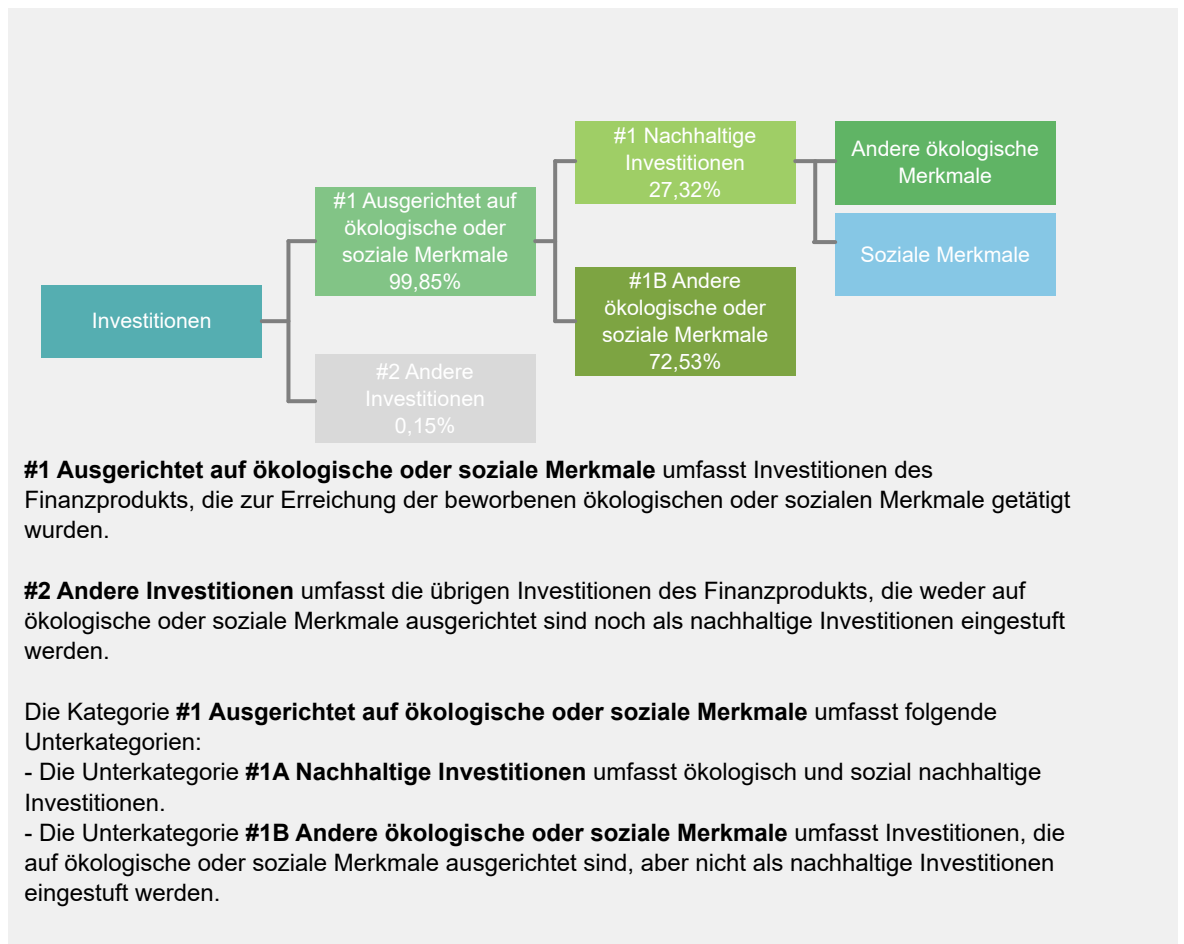 Investitionen
#1 Ausgerichtet auf
ökologische oder
soziale Merkmale
99,85%
#2 Andere
Investitionen
0,15%
#1 Nachhaltige
Investitionen
27,32%
#1B Andere
ökologische oder
soziale Merkmale
72,53%
Andere ökologische
Merkmale
Soziale Merkmale
#1 Ausgerichtet auf ökologische oder soziale Merkmale umfasst Investitionen des
Finanzprodukts, die zur Erreichung der beworbenen ökologischen oder sozialen Merkmale getätigt
wurden.
#2 Andere Investitionen umfasst die übrigen Investitionen des Finanzprodukts, die weder auf
ökologische oder soziale Merkmale ausgerichtet sind noch als nachhaltige Investitionen eingestuft
werden.
Die Kategorie #1 Ausgerichtet auf ökologische oder soziale Merkmale umfasst folgende
Unterkategorien:
- Die Unterkategorie #1A Nachhaltige Investitionen umfasst ökologisch und sozial nachhaltige
Investitionen.
- Die Unterkategorie #1B Andere ökologische oder soziale Merkmale umfasst Investitionen, die
auf ökologische oder soziale Merkmale ausgerichtet sind, aber nicht als nachhaltige Investitionen
eingestuft werden.